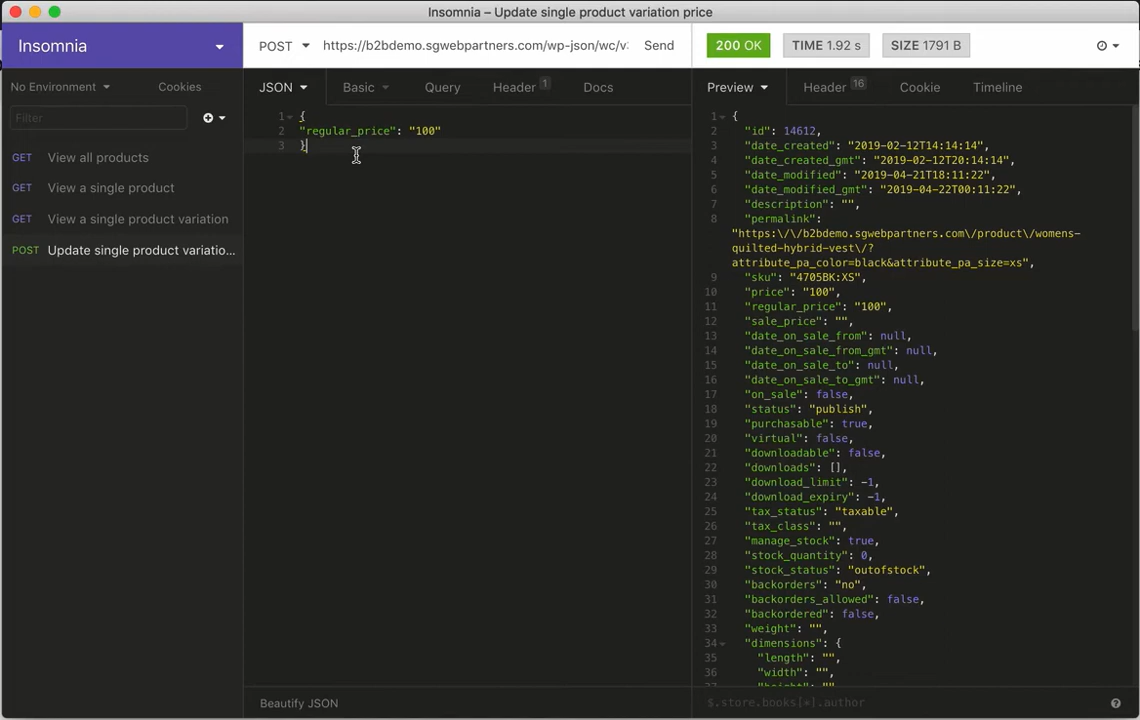 Insomnia – Update single product variation price
Insomnia
POST
https://b2bdemo.sgwebpartners.com/wp-json/wc/v
Send
200 OK
TIME 1.92 s
SIZE 1791 B
No Environment
Cookies
JSON
Basic
Query
Header 1
Docs
Preview
Header 16
Cookie
Timeline
Filter
GET View all products
GET View a single product
GET View a single product variation
POST Update single product variatio...
1 {
2 "regular_price": "100"
3 }
1 {
2 "id": 14612,
3 "date_created": "2019-02-12T14:14:14",
4 "date_created_gmt": "2019-02-12T20:14:14",
5 "date_modified": "2019-04-21T18:11:22",
6 "date_modified_gmt": "2019-04-22T00:11:22",
7 "description": "",
8 "permalink":
"https:\/\/b2bdemo.sgwebpartners.com\/product\/womens-
quilted-hybrid-vest\/?
attribute_pa_color=black&attribute_pa_size=xs",
9 "sku": "4705BK:XS",
10 "price": "100",
11 "regular_price": "100",
12 "sale_price": "",
13 "date_on_sale_from": null,
14 "date_on_sale_from_gmt": null,
15 "date_on_sale_to": null,
16 "date_on_sale_to_gmt": null,
17 "on_sale": false,
18 "status": "publish",
19 "purchasable": true,
20 "virtual": false,
21 "downloadable": false,
22 "downloads": [],
23 "download_limit": -1,
24 "download_expiry": -1,
25 "tax_status": "taxable",
26 "tax_class": "",
27 "manage_stock": true,
28 "stock_quantity": 0,
29 "stock_status": "outofstock",
30 "backorders": "no",
31 "backorders_allowed": false,
32 "backordered": false,
33 "weight": "",
34 "dimensions": {
35 "length": "",
36 "width": "",
37 "height": ""
Beautify JSON
$.store.books[*].author